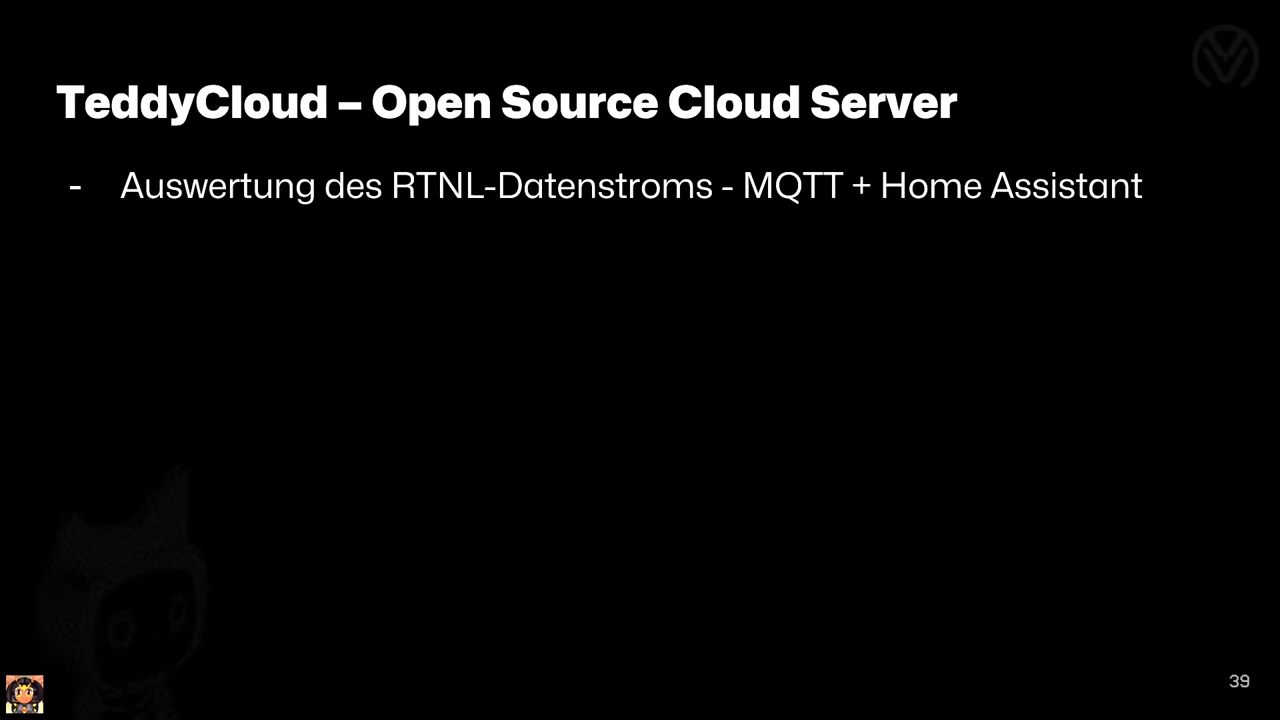 TeddyCloud – Open Source Cloud Server
- Auswertung des RTNL-Datenstroms - MQTT + Home Assistant
39